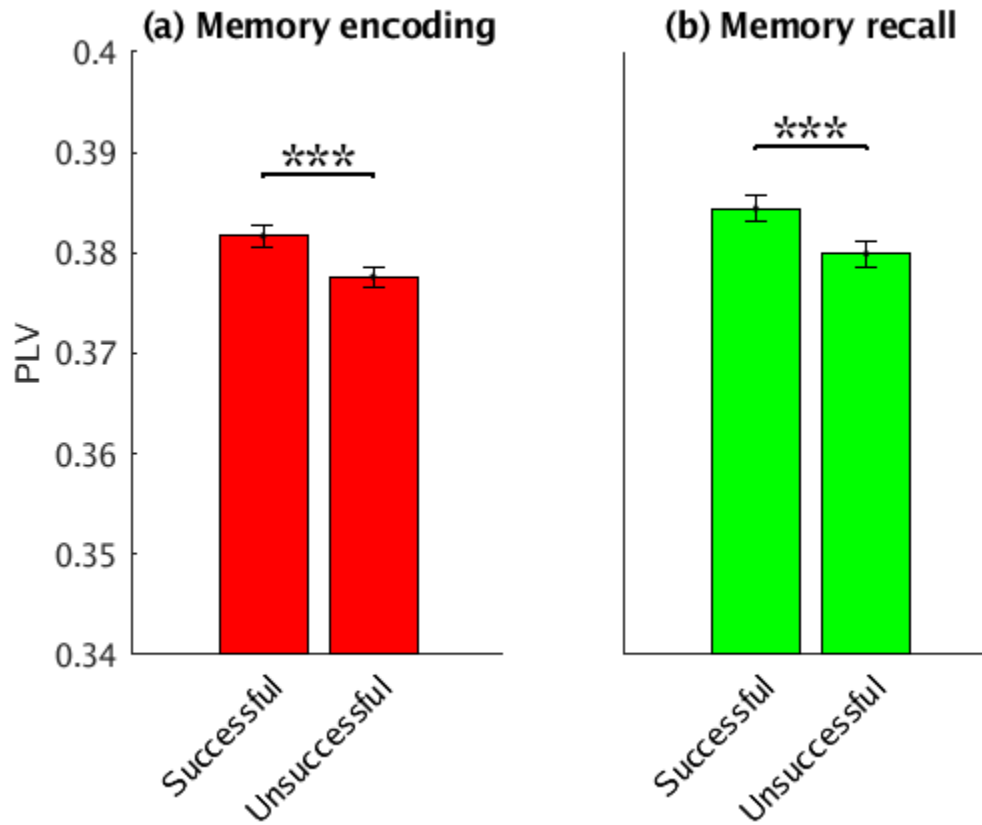 (a) Memory encoding
(b) Memory recall
0.4
0.39
0.38
0.37
0.36
0.35
0.34
PLV
***
***
Successful
Unsuccessful
Successful
Unsuccessful